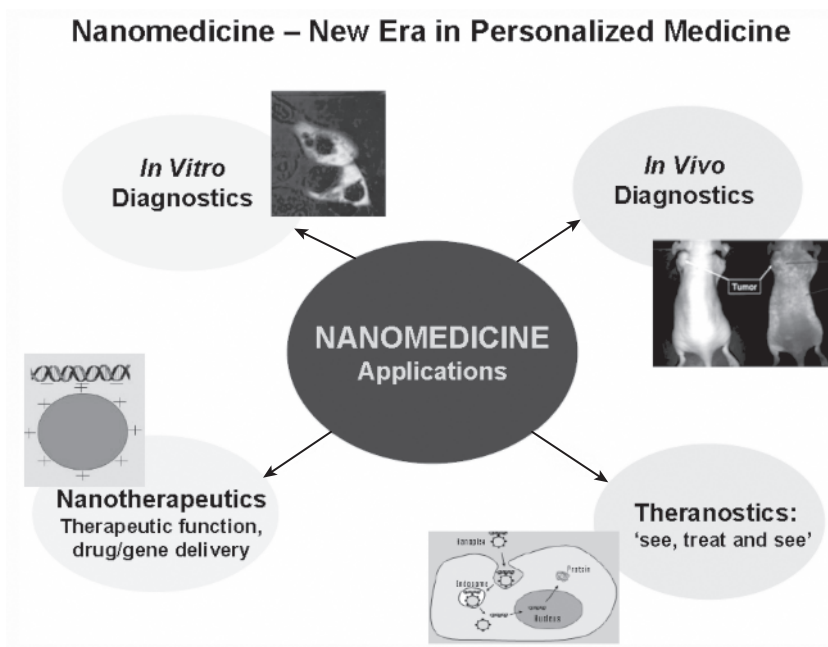 Nanomedicine – New Era in Personalized Medicine
In Vitro
Diagnostics
In Vivo
Diagnostics
Tumor
NANOMEDICINE
Applications
Nanotherapeutics
Therapeutic function,
drug/gene delivery
Theranostics:
‘see, treat and see’
Endosome
Protein
Nucleus